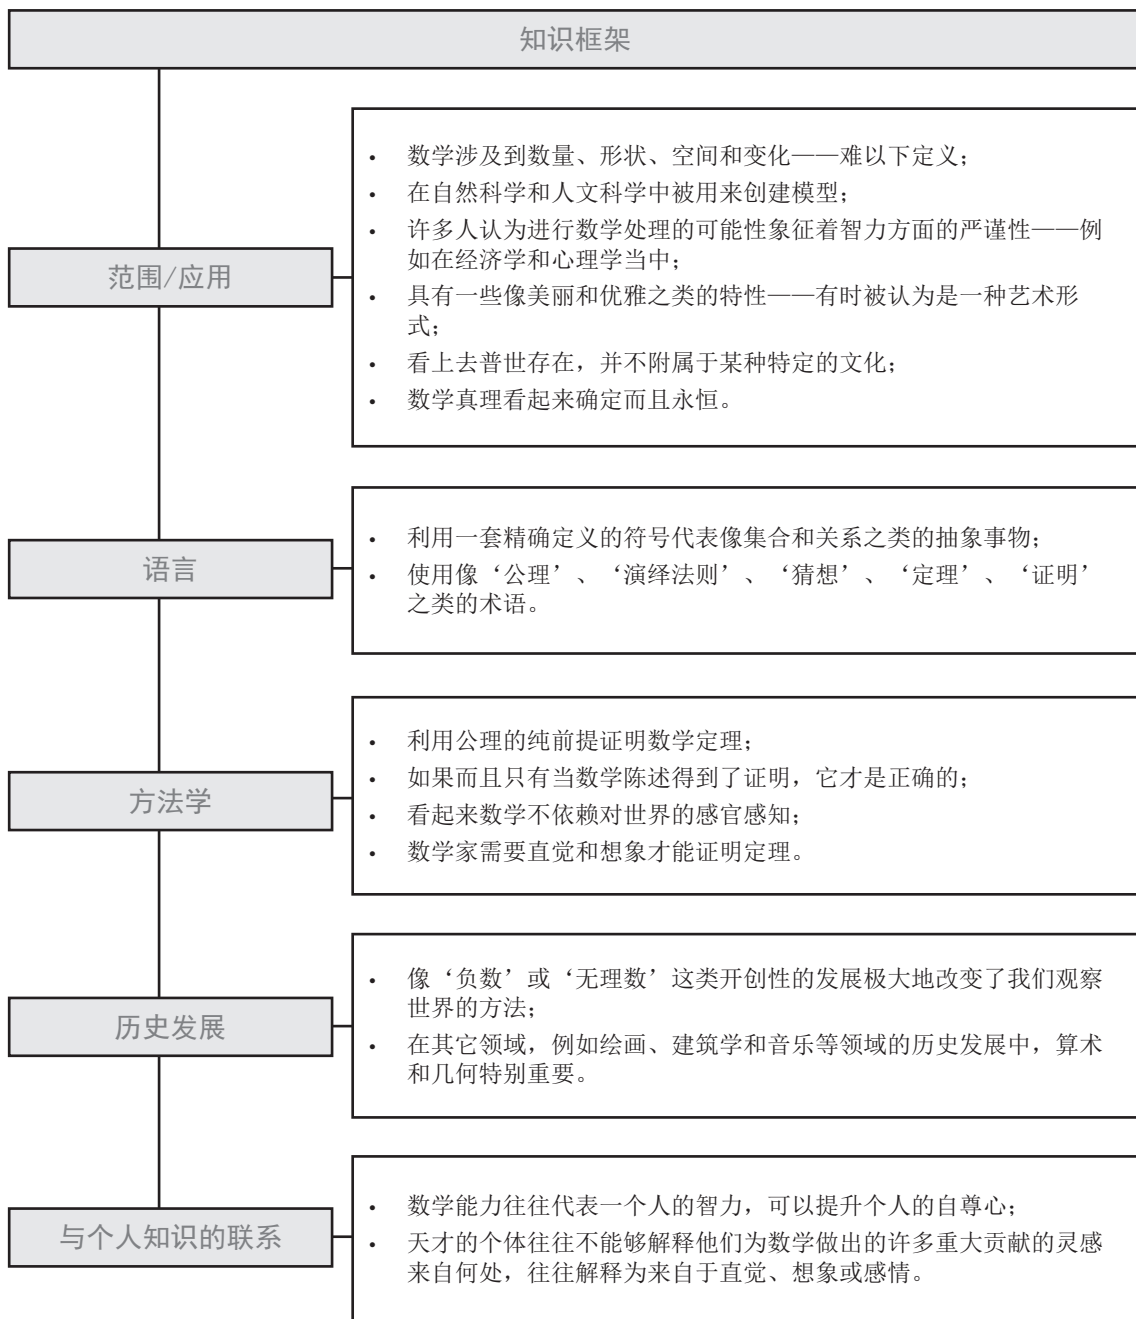 知识框架
范围/应用
• 数学涉及到数量、形状、空间和变化——难以下定义;
• 在自然科学和人文科学中被用来创建模型;
• 许多人认为进行数学处理的可能性象征着智力方面的严谨性——例
如在经济学和心理学当中;
• 具有一些像美丽和优雅之类的特性——有时被认为是一种艺术形
式;
• 看上去普世存在,并不附属于某种特定的文化;
• 数学真理看起来确定而且永恒。
语言
• 利用一套精确定义的符号代表像集合和关系之类的抽象事物;
• 使用像‘公理’、‘演绎法则’、‘猜想’、‘定理’、‘证明’
之类的术语。
方法学
• 利用公理的纯前提证明数学定理;
• 如果而且只有当数学陈述得到了证明,它才是正确的;
• 看起来数学不依赖对世界的感官感知;
• 数学家需要直觉和想象才能证明定理。
历史发展
• 像‘负数’或‘无理数’这类开创性的发展极大地改变了我们观察
世界的方法;
• 在其它领域,例如绘画、建筑学和音乐等领域的历史发展中,算术
和几何特别重要。
与个人知识的联系
• 数学能力往往代表一个人的智力,可以提升个人的自尊心;
• 天才的个体往往不能够解释他们为数学做出的许多重大贡献的灵感
来自何处,往往解释为来自于直觉、想象或感情。